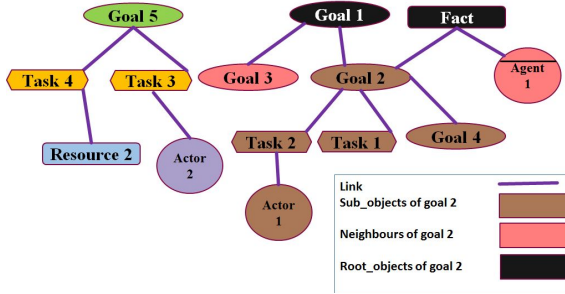 Goal 5
Goal 1
Fact
Task 4
Task 3
Goal 3
Goal 2
Agent
1
Resource 2
Actor
2
Task 2
Task 1
Goal 4
Actor
1
Link
Sub_objects of goal 2
Neighbours of goal 2
Root_objects of goal 2